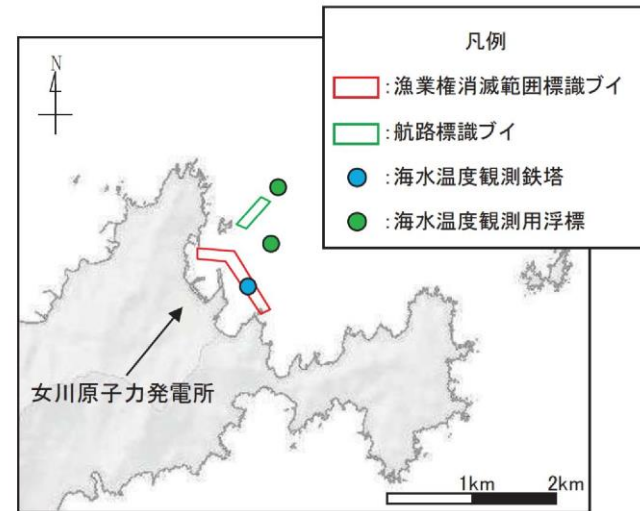 N
凡例
:漁業権消滅範囲標識ブイ
:航路標識ブイ
:海水温度観測鉄塔
:海水温度観測用浮標
女川原子力発電所
1km 2km